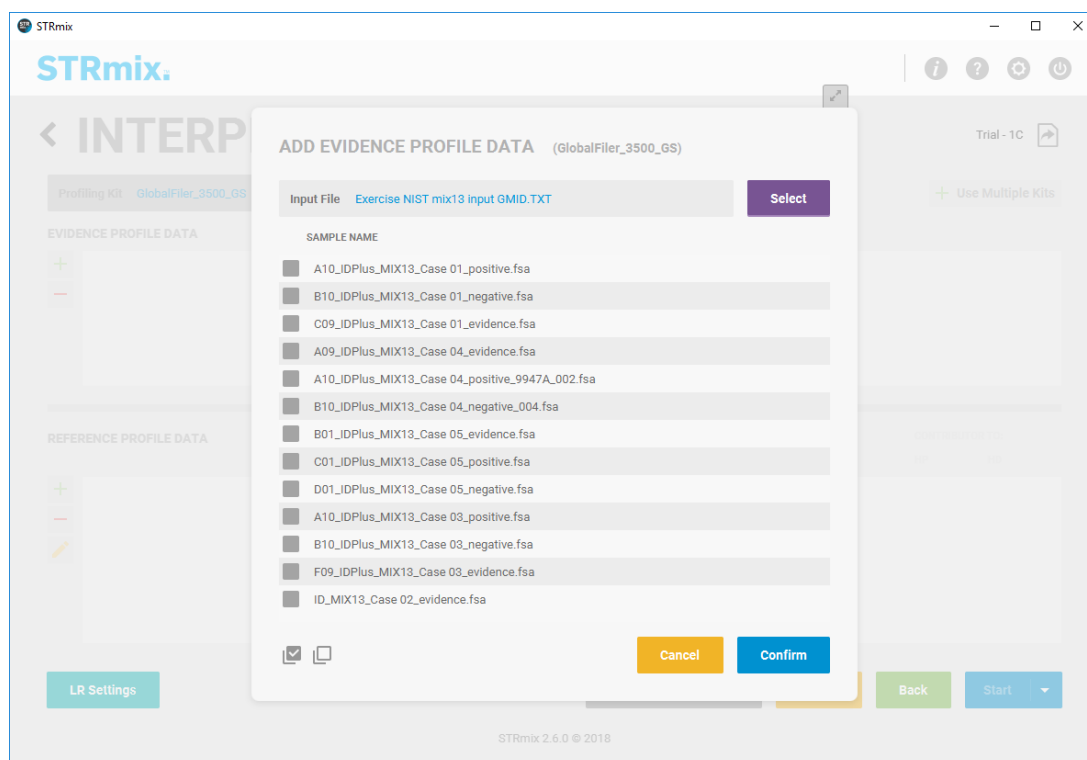 STRmix
STRmix
Trial - 1C
INTERP
Profiling Kit GlobalFiler_3500_GS
Use Multiple Kits
EVIDENCE PROFILE DATA
REFERENCE PROFILE DATA
ADD EVIDENCE PROFILE DATA (GlobalFiler_3500_GS)
Input File Exercise NIST mix13 input GMID.TXT Select
SAMPLE NAME
A10_IDPlus_MIX13_Case 01_positive.fsa
B10_IDPlus_MIX13_Case 01_negative.fsa
C09_IDPlus_MIX13_Case 01_evidence.fsa
A09_IDPlus_MIX13_Case 04_evidence.fsa
A10_IDPlus_MIX13_Case 04_positive_9947A_002.fsa
B10_IDPlus_MIX13_Case 04_negative_004.fsa
B01_IDPlus_MIX13_Case 05_evidence.fsa
C01_IDPlus_MIX13_Case 05_positive.fsa
D01_IDPlus_MIX13_Case 05_negative.fsa
A10_IDPlus_MIX13_Case 03_positive.fsa
B10_IDPlus_MIX13_Case 03_negative.fsa
F09_IDPlus_MIX13_Case 03_evidence.fsa
ID_MIX13_Case 02_evidence.fsa
Cancel Confirm
LR Settings Back Start
STRmix 2.6.0 © 2018